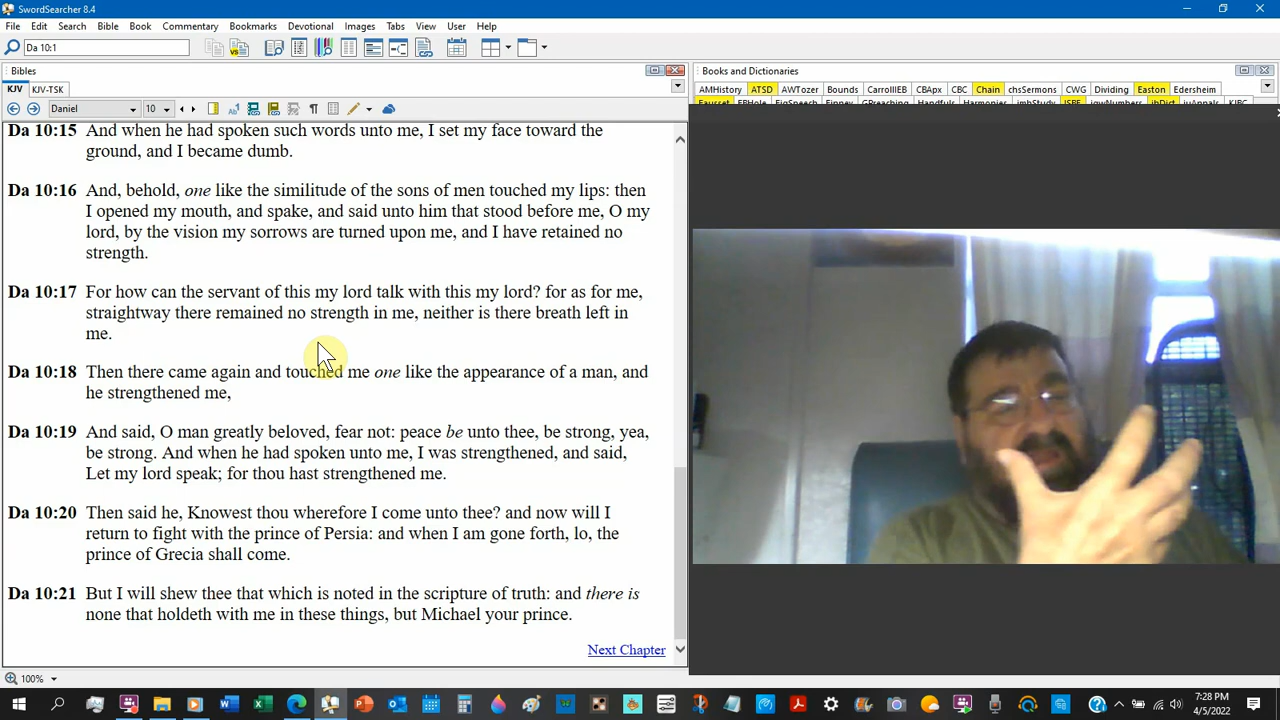 SwordSearcher 8.4
File Edit Search Bible Book Commentary Bookmarks Devotional Images Tabs View User Help
Da 10:1
Bibles
Books and Dictionaries
KJV KJV-TSK
AMHistory ATSD AWTozer Bounds CarrollIEB CBApx CBC Chain chsSermons CWG Dividing Easton Edersheim
Daniel 10
Da 10:15 And when he had spoken such words unto me, I set my face toward the
ground, and I became dumb.
Da 10:16 And, behold, one like the similitude of the sons of men touched my lips: then
I opened my mouth, and spake, and said unto him that stood before me, O my
lord, by the vision my sorrows are turned upon me, and I have retained no
strength.
Da 10:17 For how can the servant of this my lord talk with this my lord? for as for me,
straightway there remained no strength in me, neither is there breath left in
me.
Da 10:18 Then there came again and touched me one like the appearance of a man, and
he strengthened me,
Da 10:19 And said, O man greatly beloved, fear not: peace be unto thee, be strong, yea,
be strong. And when he had spoken unto me, I was strengthened, and said,
Let my lord speak; for thou hast strengthened me.
Da 10:20 Then said he, Knowest thou wherefore I come unto thee? and now will I
return to fight with the prince of Persia: and when I am gone forth, lo, the
prince of Grecia shall come.
Da 10:21 But I will shew thee that which is noted in the scripture of truth: and there is
none that holdeth with me in these things, but Michael your prince.
Next Chapter
100%
7:28 PM
4/5/2022